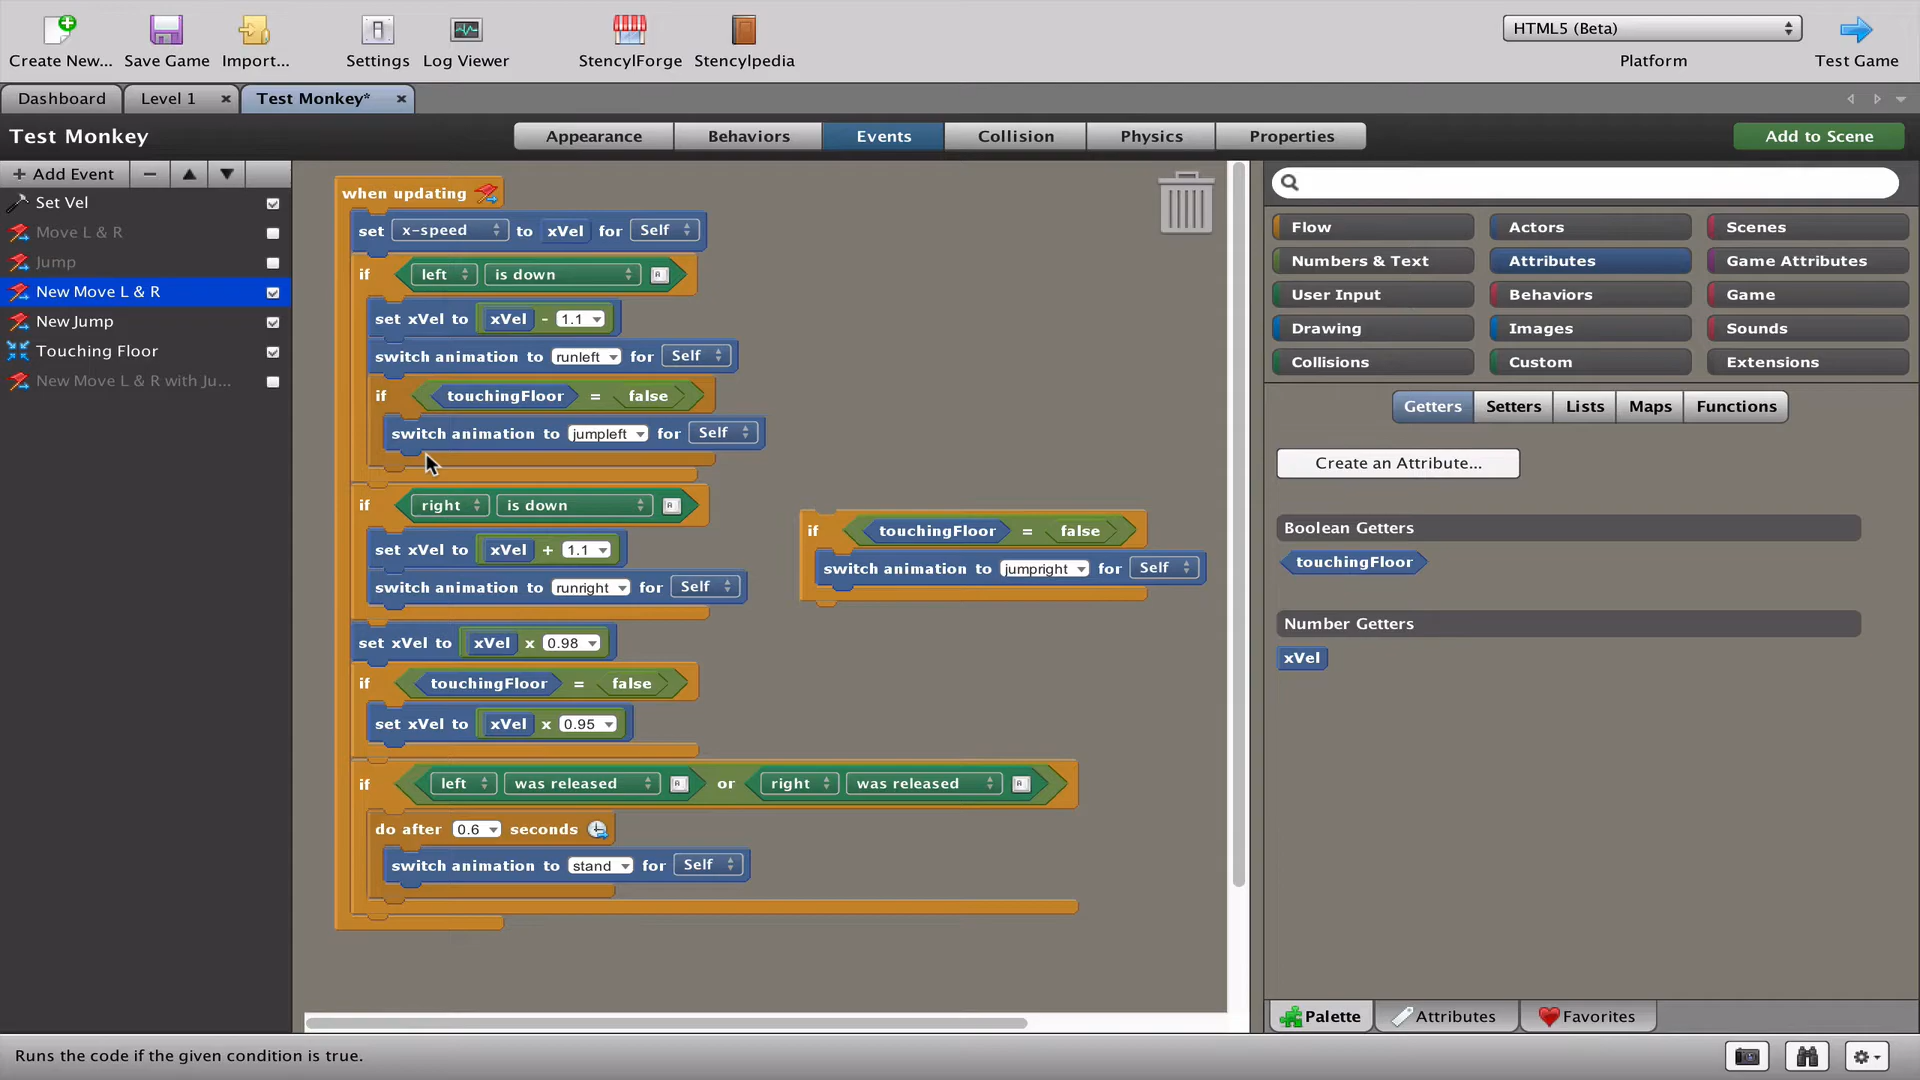 Create New...
Save Game
Import...
Settings
Log Viewer
StencylForge
Stencylpedia
HTML5 (Beta)
Platform
Test Game
Dashboard
Level 1
Test Monkey*
Test Monkey
Appearance
Behaviors
Events
Collision
Physics
Properties
Add to Scene
+ Add Event
Set Vel
Move L & R
Jump
New Move L & R
New Jump
Touching Floor
New Move L & R with Ju...
when updating
set x-speed to xVel for Self
if left is down
set xVel to xVel - 1.1
switch animation to runleft for Self
if touchingFloor = false
switch animation to jumpleft for Self
if right is down
set xVel to xVel + 1.1
switch animation to runright for Self
set xVel to xVel x 0.98
if touchingFloor = false
set xVel to xVel x 0.95
if left was released or right was released
do after 0.6 seconds
switch animation to stand for Self
if touchingFloor = false
switch animation to jumpright for Self
Flow
Actors
Scenes
Numbers & Text
Attributes
Game Attributes
User Input
Behaviors
Game
Drawing
Images
Sounds
Collisions
Custom
Extensions
Getters
Setters
Lists
Maps
Functions
Create an Attribute...
Boolean Getters
touchingFloor
Number Getters
xVel
Palette
Attributes
Favorites
Runs the code if the given condition is true.